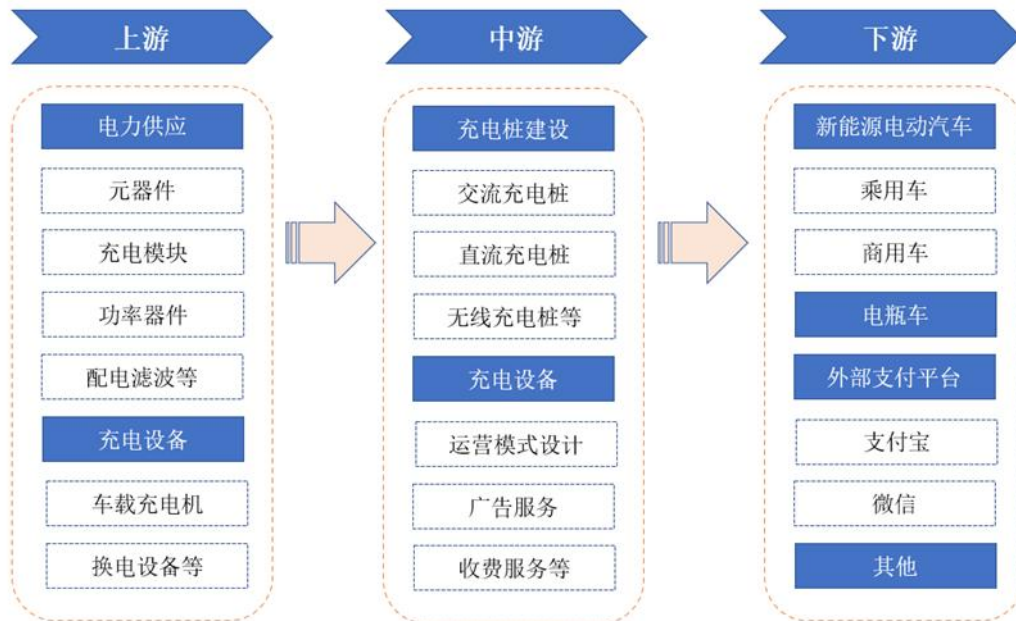 上游
电力供应
元器件
充电模块
功率器件
配电滤波等
充电设备
车载充电机
换电设备等
中游
充电桩建设
交流充电桩
直流充电桩
无线充电桩等
充电设备
运营模式设计
广告服务
收费服务等
下游
新能源电动汽车
乘用车
商用车
电瓶车
外部支付平台
支付宝
微信
其他